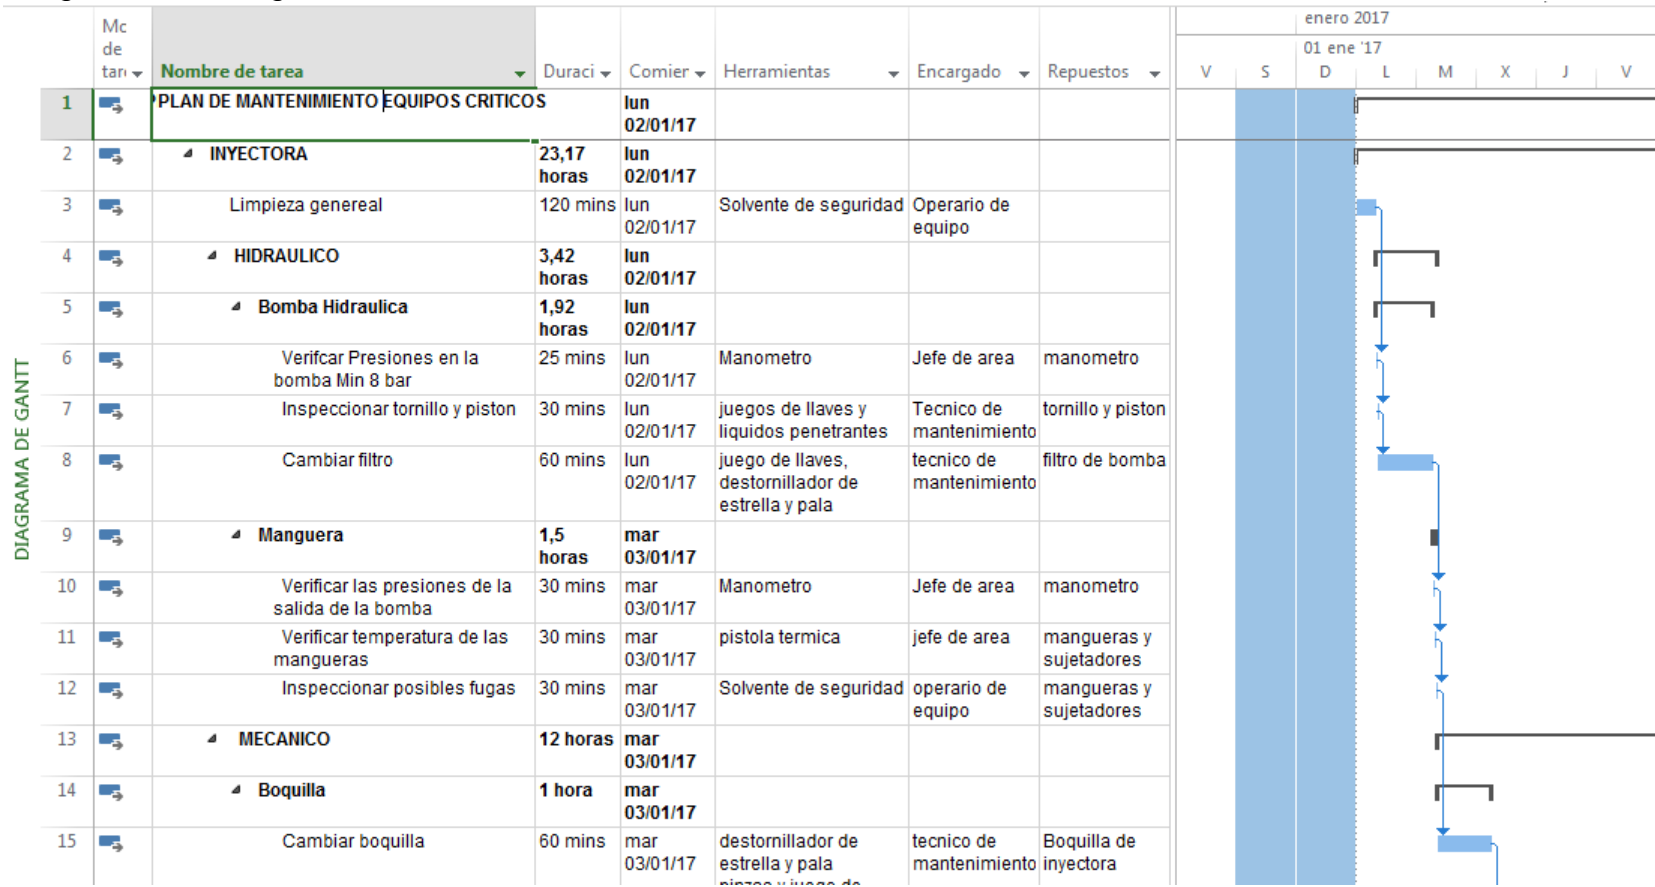 enero 2017
Mc
de
tar
Nombre de tarea Duraci Comier Herramientas Encargado Repuestos
01 ene '17
V S D L M X J V
DIAGRAMA DE GANTT
1 PLAN DE MANTENIMIENTO EQUIPOS CRITICOS lun
02/01/17
2 INYECTORA 23,17 lun
horas 02/01/17
3 Limpieza genereal 120 mins lun Solvente de seguridad Operario de
02/01/17 equipo
4 HIDRAULICO 3,42 lun
horas 02/01/17
5 Bomba Hidraulica 1,92 lun
horas 02/01/17
6 Verifcar Presiones en la 25 mins lun Manometro Jefe de area manometro
bomba Min 8 bar 02/01/17
7 Inspeccionar tornillo y piston 30 mins lun juegos de llaves y Tecnico de tornillo y piston
02/01/17 liquidos penetrantes mantenimiento
8 Cambiar filtro 60 mins lun juego de llaves, tecnico de filtro de bomba
02/01/17 destornillador de mantenimiento
estrella y pala
9 Manguera 1,5 mar
horas 03/01/17
10 Verificar las presiones de la 30 mins mar Manometro Jefe de area manometro
salida de la bomba 03/01/17
11 Verificar temperatura de las 30 mins mar pistola termica jefe de area mangueras y
mangueras 03/01/17 sujetadores
12 Inspeccionar posibles fugas 30 mins mar Solvente de seguridad operario de mangueras y
03/01/17 equipo sujetadores
13 MECANICO 12 horas mar
03/01/17
14 Boquilla 1 hora mar
03/01/17
15 Cambiar boquilla 60 mins mar destornillador de tecnico de Boquilla de
03/01/17 estrella y pala mantenimiento inyectora